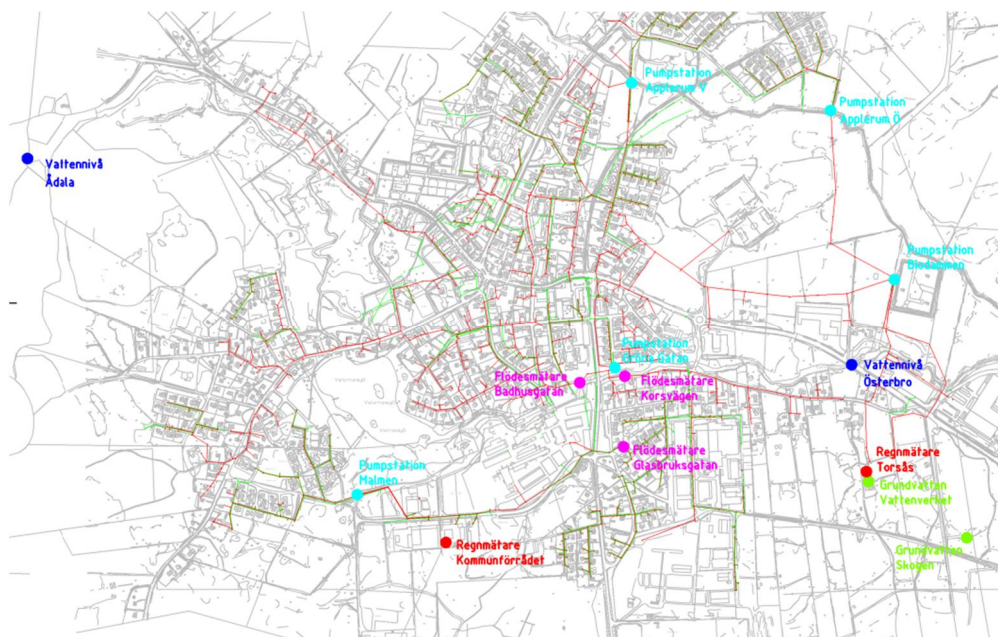 Pumpstation
Applerum V
Pumpstation
Applerum Ö
Vattennivå
Ådala
Pumpstation
Biodammen
Pumpstation
Gröna Gatan
Vattennivå
Österbro
Flödesmätare
Badhusgatan
Flödesmätare
Korsvägen
Flödesmätare
Glasbruksgatan
Regnmätare
Torsås
Pumpstation
Malmen
Grundvatten
Vattenverket
Regnmätare
Kommunförrådet
Grundvatten
Skogen